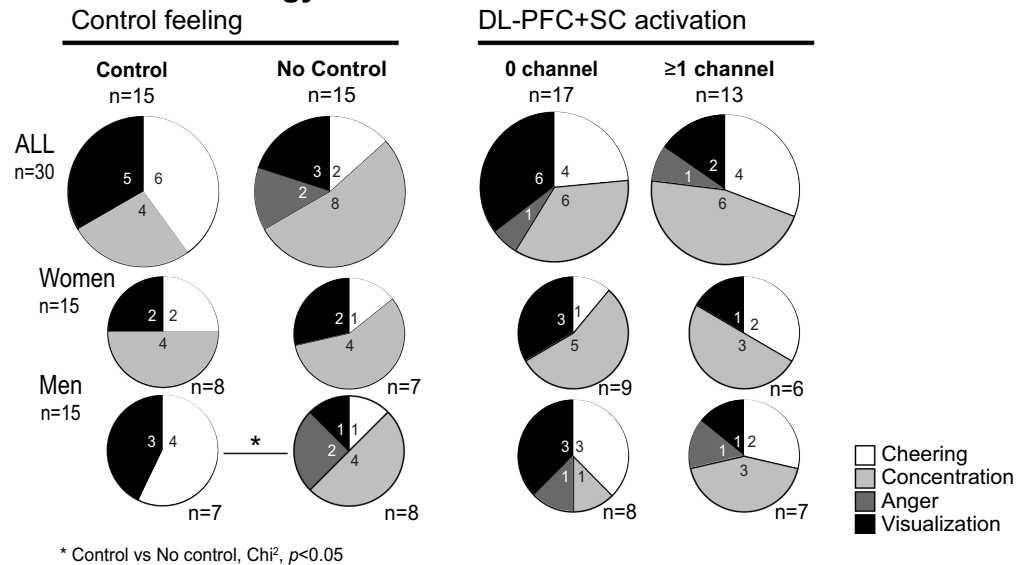 Control feeling
DL-PFC+SC activation
Control
n=15
No Control
n=15
0 channel
n=17
≥1 channel
n=13
ALL
n=30
5 6 4
3 2 2 8
6 4 1 6
2 4 1 6
Women
n=15
2 2 4
n=8
2 1 4
n=7
3 1 5
n=9
1 2 3
n=6
Men
n=15
3 4
n=7
*
1 1 2 4
n=8
3 3 1 1
n=8
1 2 1 3
n=7
Cheering
Concentration
Anger
Visualization
* Control vs No control, Chi², p<0.05